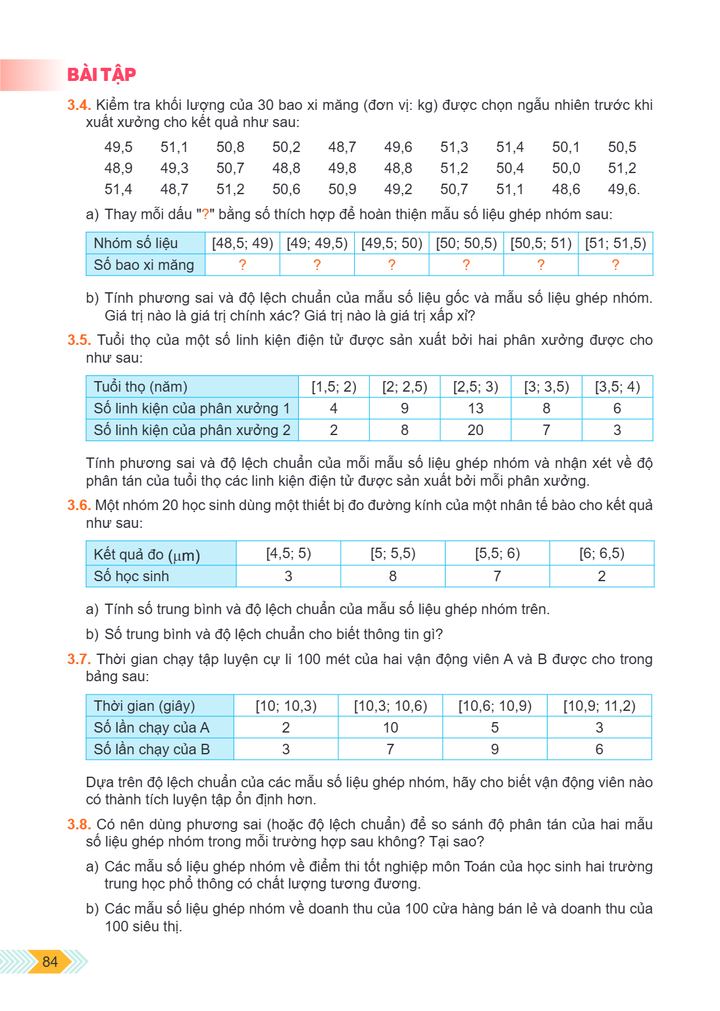 BÀI TẬP
3.4. Kiểm tra khối lượng của 30 bao xi măng (đơn vị: kg) được chọn ngẫu nhiên trước khi
xuất xưởng cho kết quả như sau:
49,5 51,1 50,8 50,2 48,7 49,6 51,3 51,4 50,1 50,5
48,9 49,3 50,7 48,8 49,8 48,8 51,2 50,4 50,0 51,2
51,4 48,7 51,2 50,6 50,9 49,2 50,7 51,1 48,6 49,6.
a) Thay mỗi dấu "?" bằng số thích hợp để hoàn thiện mẫu số liệu ghép nhóm sau:
Nhóm số liệu [48,5; 49) [49; 49,5) [49,5; 50) [50; 50,5) [50,5; 51) [51; 51,5)
Số bao xi măng ? ? ? ? ? ?
b) Tính phương sai và độ lệch chuẩn của mẫu số liệu gốc và mẫu số liệu ghép nhóm.
Giá trị nào là giá trị chính xác? Giá trị nào là giá trị xấp xỉ?
3.5. Tuổi thọ của một số linh kiện điện tử được sản xuất bởi hai phân xưởng được cho
như sau:
Tuổi thọ (năm) [1,5; 2) [2; 2,5) [2,5; 3) [3; 3,5) [3,5; 4)
Số linh kiện của phân xưởng 1 4 9 13 8 6
Số linh kiện của phân xưởng 2 2 8 20 7 3
Tính phương sai và độ lệch chuẩn của mỗi mẫu số liệu ghép nhóm và nhận xét về độ
phân tán của tuổi thọ các linh kiện điện tử được sản xuất bởi mỗi phân xưởng.
3.6. Một nhóm 20 học sinh dùng một thiết bị đo đường kính của một nhân tế bào cho kết quả
như sau:
Kết quả đo (μm) [4,5; 5) [5; 5,5) [5,5; 6) [6; 6,5)
Số học sinh 3 8 7 2
a) Tính số trung bình và độ lệch chuẩn của mẫu số liệu ghép nhóm trên.
b) Số trung bình và độ lệch chuẩn cho biết thông tin gì?
3.7. Thời gian chạy tập luyện cự li 100 mét của hai vận động viên A và B được cho trong
bảng sau:
Thời gian (giây) [10; 10,3) [10,3; 10,6) [10,6; 10,9) [10,9; 11,2)
Số lần chạy của A 2 10 5 3
Số lần chạy của B 3 7 9 6
Dựa trên độ lệch chuẩn của các mẫu số liệu ghép nhóm, hãy cho biết vận động viên nào
có thành tích luyện tập ổn định hơn.
3.8. Có nên dùng phương sai (hoặc độ lệch chuẩn) để so sánh độ phân tán của hai mẫu
số liệu ghép nhóm trong mỗi trường hợp sau không? Tại sao?
a) Các mẫu số liệu ghép nhóm về điểm thi tốt nghiệp môn Toán của học sinh hai trường
trung học phổ thông có chất lượng tương đương.
b) Các mẫu số liệu ghép nhóm về doanh thu của 100 cửa hàng bán lẻ và doanh thu của
100 siêu thị.
84